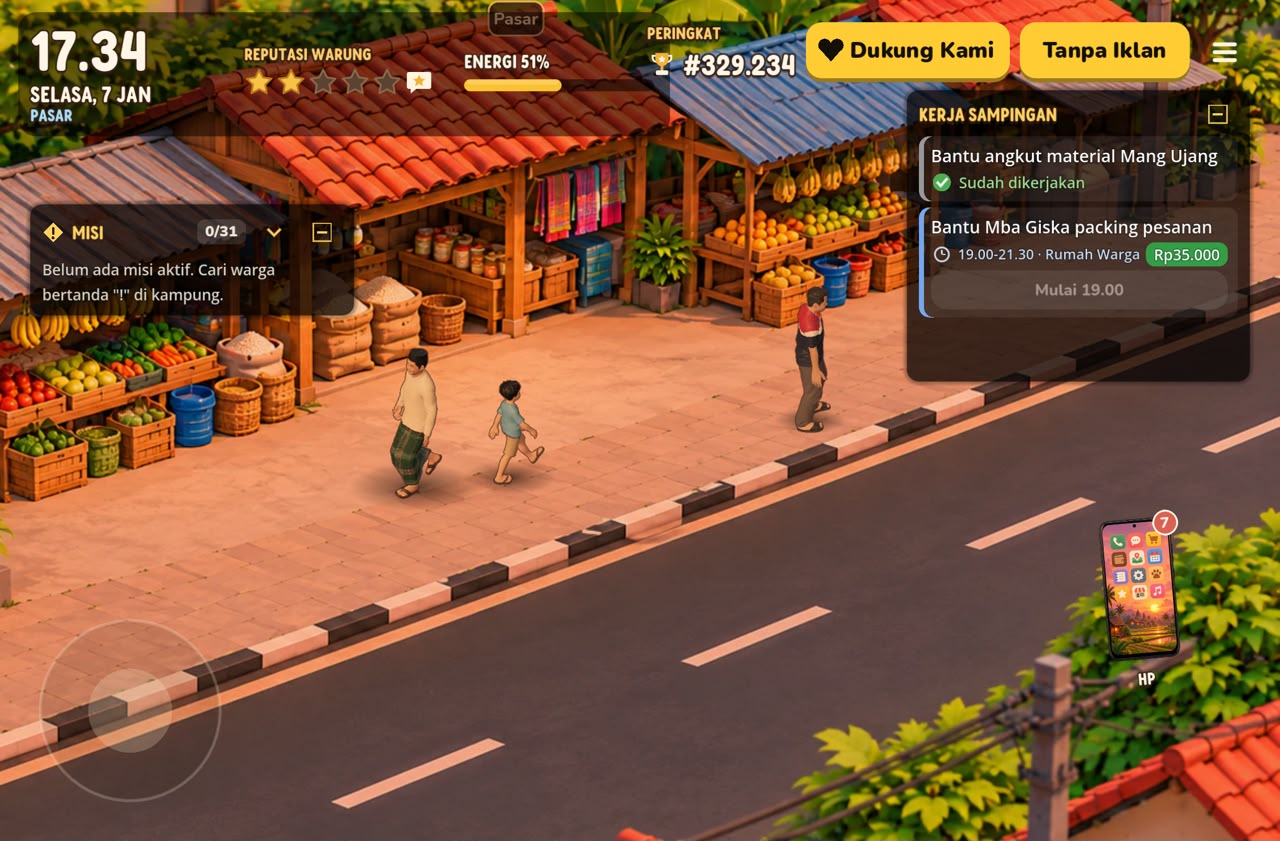 Pasar
17.34
SELASA, 7 JAN
PASAR
REPUTASI WARUNG
ENERGI 51%
PERINGKAT
#329.234
Dukung Kami
Tanpa Iklan
MISI
0/31
Belum ada misi aktif. Cari warga
bertanda "!" di kampung.
KERJA SAMPINGAN
Bantu angkut material Mang Ujang
Sudah dikerjakan
Bantu Mba Giska packing pesanan
19.00-21.30 · Rumah Warga Rp35.000
Mulai 19.00
7
HP